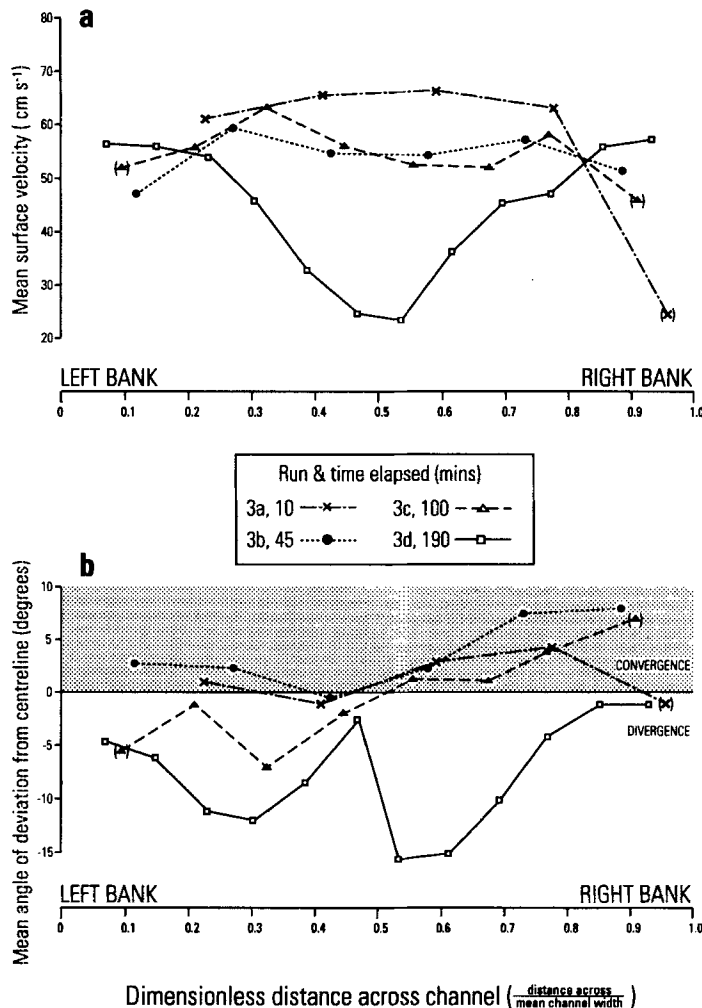 a
Mean surface velocity (cm s⁻¹)
80
70
60
50
40
30
20
LEFT BANK RIGHT BANK
0 0.1 0.2 0.3 0.4 0.5 0.6 0.7 0.8 0.9 1.0
Run & time elapsed (mins)
3a, 10 3c, 100
3b, 45 3d, 190
b
Mean angle of deviation from centreline (degrees)
10
5
CONVERGENCE
0
DIVERGENCE
-5
-10
-15
LEFT BANK RIGHT BANK
0 0.1 0.2 0.3 0.4 0.5 0.6 0.7 0.8 0.9 1.0
Dimensionless distance across channel (distance across / mean channel width)